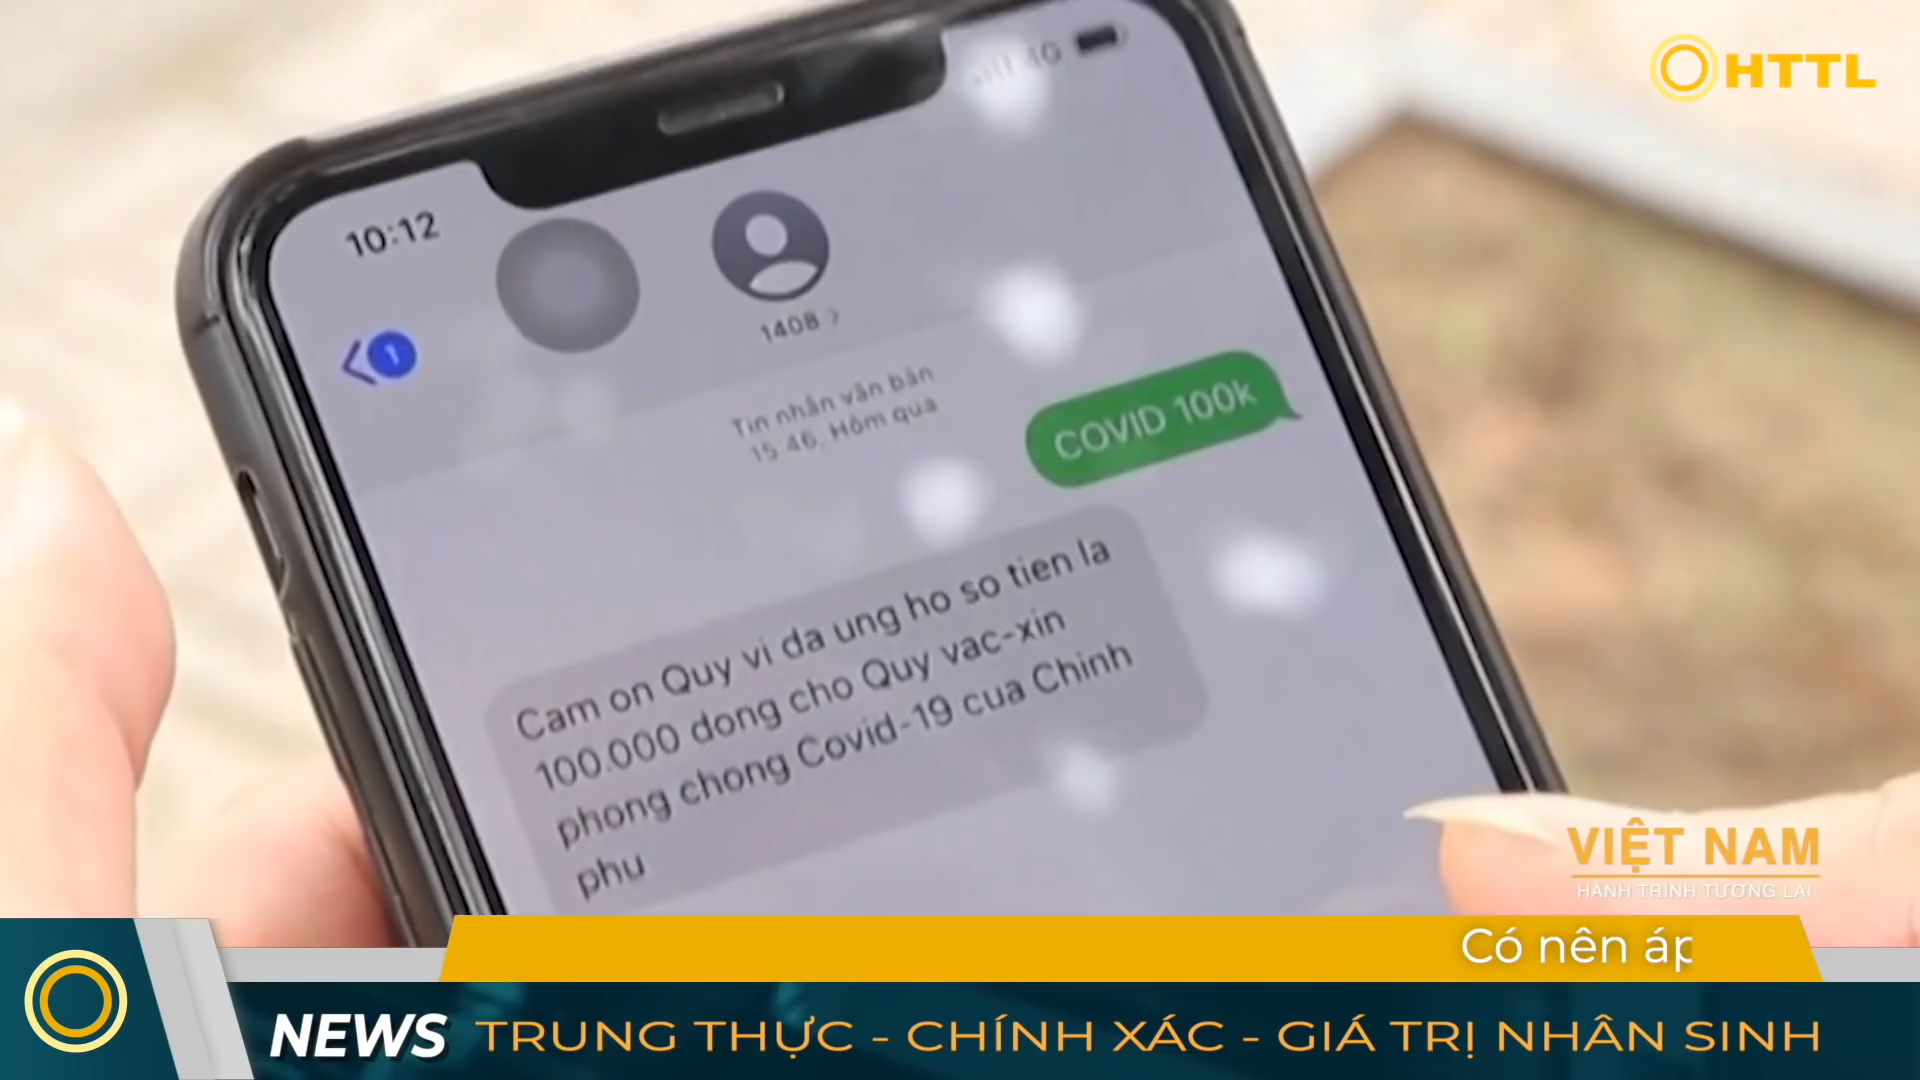 HTTL
4G
10:12
1
1408 >
Tin nhắn văn bản
15:46, Hôm qua
COVID 100k
Cam on Quy vi da ung ho so tien la
100.000 dong cho Quy vac-xin
phong chong Covid-19 cua Chinh
phu
VIỆT NAM
HÀNH TRÌNH TƯƠNG LAI
Có nên áp
NEWS TRUNG THỰC - CHÍNH XÁC - GIÁ TRỊ NHÂN SINH